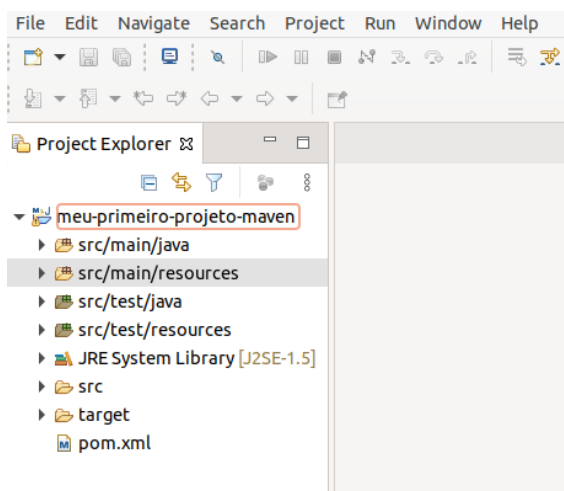 File Edit Navigate Search Project Run Window Help
Project Explorer
meu-primeiro-projeto-maven
src/main/java
src/main/resources
src/test/java
src/test/resources
JRE System Library [J2SE-1.5]
src
target
pom.xml